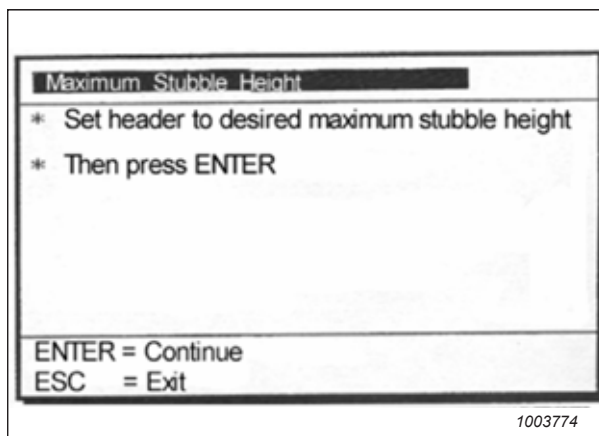 Maximum Stubble Height
* Set header to desired maximum stubble height
* Then press ENTER
ENTER = Continue
ESC = Exit
1003774